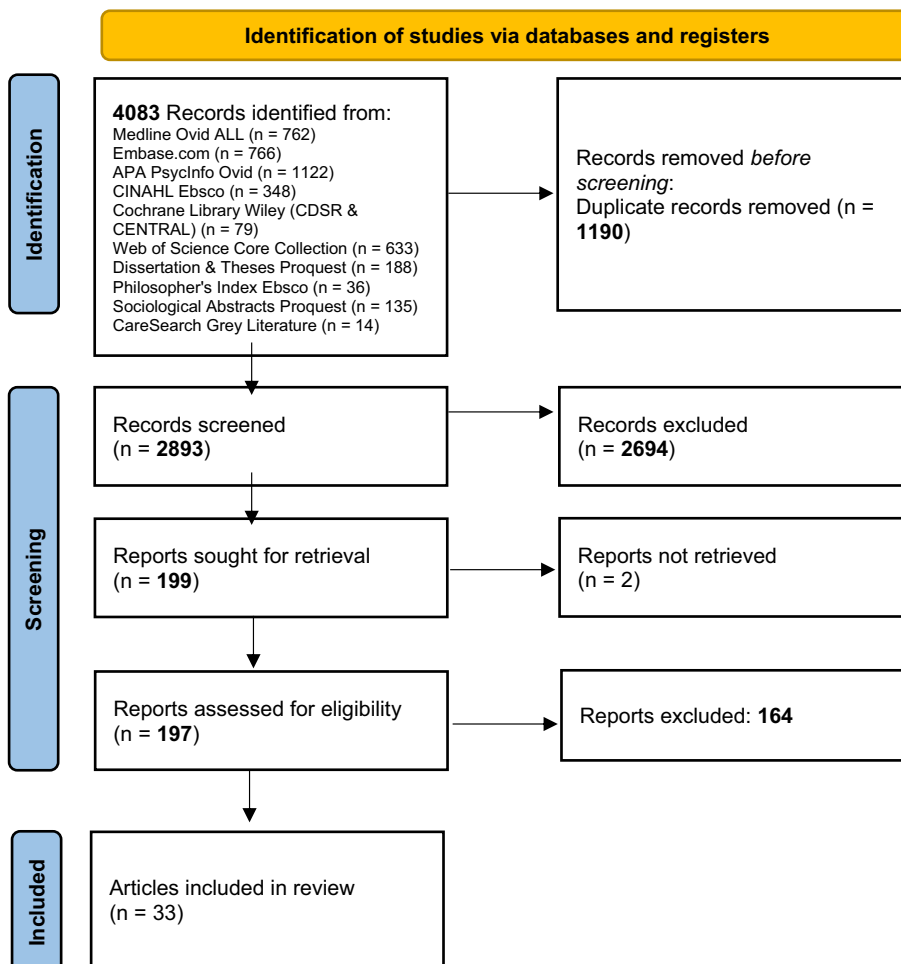 Identification of studies via databases and registers
Identification
4083 Records identified from:
Medline Ovid ALL (n = 762)
Embase.com (n = 766)
APA PsycInfo Ovid (n = 1122)
CINAHL Ebsco (n = 348)
Cochrane Library Wiley (CDSR &
CENTRAL) (n = 79)
Web of Science Core Collection (n = 633)
Dissertation & Theses Proquest (n = 188)
Philosopher's Index Ebsco (n = 36)
Sociological Abstracts Proquest (n = 135)
CareSearch Grey Literature (n = 14)
Records removed before
screening:
Duplicate records removed (n =
1190)
Screening
Records screened
(n = 2893)
Records excluded
(n = 2694)
Reports sought for retrieval
(n = 199)
Reports not retrieved
(n = 2)
Reports assessed for eligibility
(n = 197)
Reports excluded: 164
Included
Articles included in review
(n = 33)